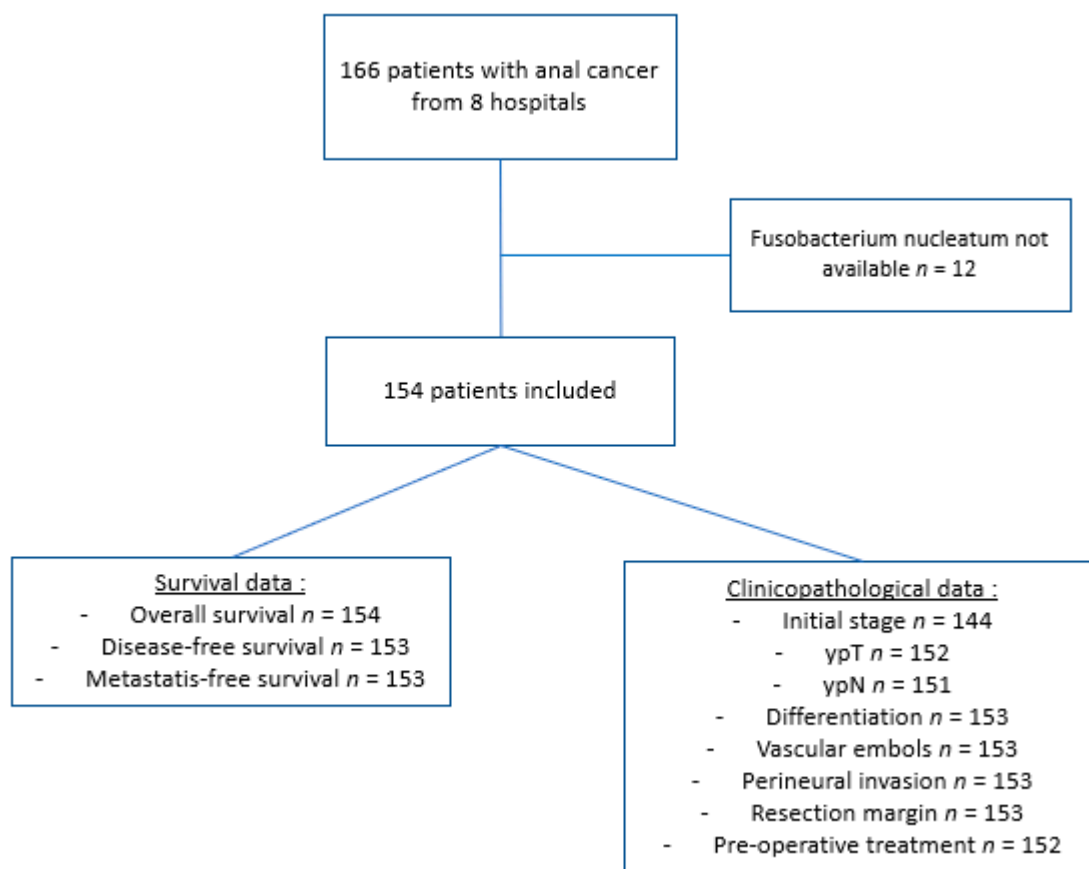 166 patients with anal cancer
from 8 hospitals
Fusobacterium nucleatum not
available n = 12
154 patients included
Survival data :
- Overall survival n = 154
- Disease-free survival n = 153
- Metastatis-free survival n = 153
Clinicopathological data :
- Initial stage n = 144
- ypT n = 152
- ypN n = 151
- Differentiation n = 153
- Vascular embols n = 153
- Perineural invasion n = 153
- Resection margin n = 153
- Pre-operative treatment n = 152